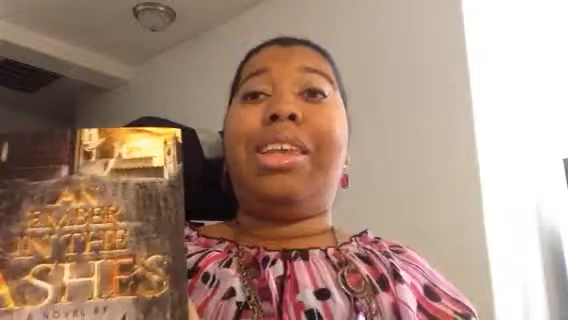 AN
EMBER
IN THE
ASHES
A NOVEL BY